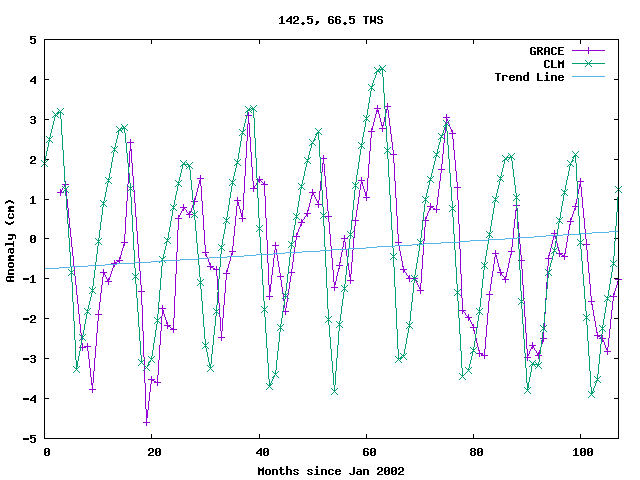 142.5, 66.5 TWS
GRACE
CLM
Trend Line
Anomaly (cm)
5
4
3
2
1
0
-1
-2
-3
-4
-5
0 20 40 60 80 100
Months since Jan 2002